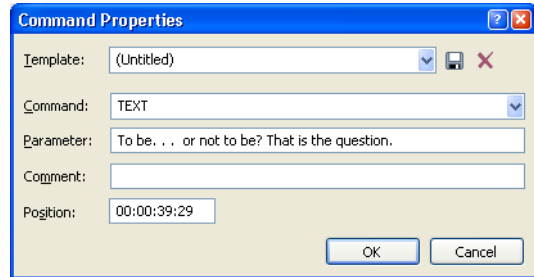 Command Properties
Template: (Untitled)
Command: TEXT
Parameter: To be. . .  or not to be? That is the question.
Comment:
Position: 00:00:39:29
OK Cancel